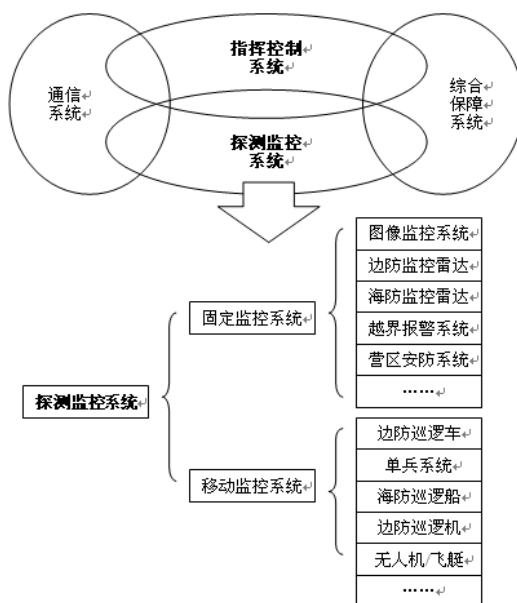 指挥控制
系统
通信
系统
综合
保障
系统
探测监控
系统
图像监控系统
边防监控雷达
海防监控雷达
越界报警系统
营区安防系统
……
固定监控系统
探测监控系统
移动监控系统
边防巡逻车
单兵系统
海防巡逻船
边防巡逻机
无人机/飞艇
……